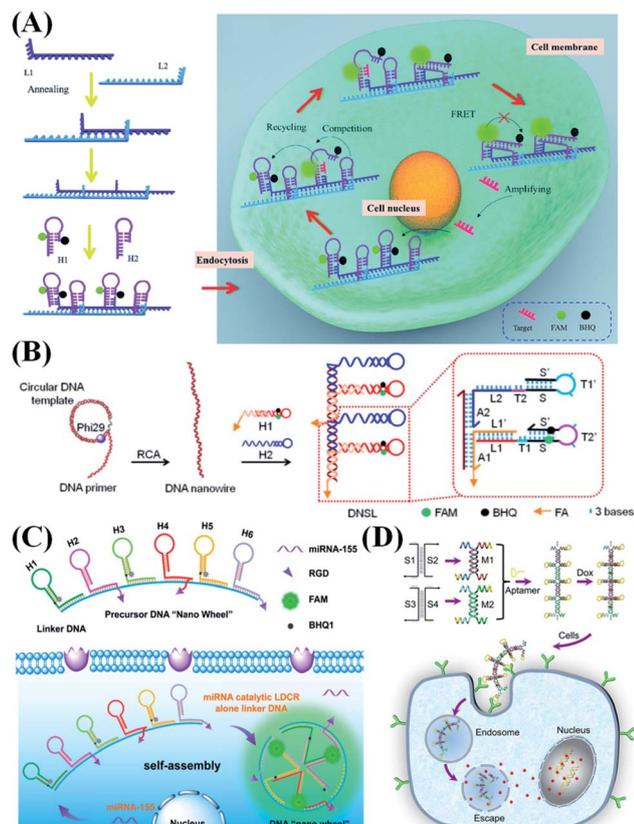 (A)
L1
L2
Annealing
H1
H2
Endocytosis
Cell membrane
Recycling
Competition
FRET
Cell nucleus
Amplifying
Target
FAM
BHQ
(B)
Circular DNA
template
Phi29
DNA primer
RCA
DNA nanowire
H1
H2
DNSL
S'
T1'
L2 T2 S
A2
L1' S'
T2'
L1 T1 S
A1
FAM
BHQ
FA
3 bases
(C)
H1
H2
H3
H4
H5
H6
Linker DNA
Precursor DNA "Nano Wheel"
miRNA-155
RGD
FAM
BHQ1
miRNA catalytic LDCR
alone linker DNA
self-assembly
miRNA-155
Nucleus
DNA "nano wheel"
(D)
S1
S2
M1
S3
S4
M2
Aptamer
Dox
Cells
Endosome
Nucleus
Escape